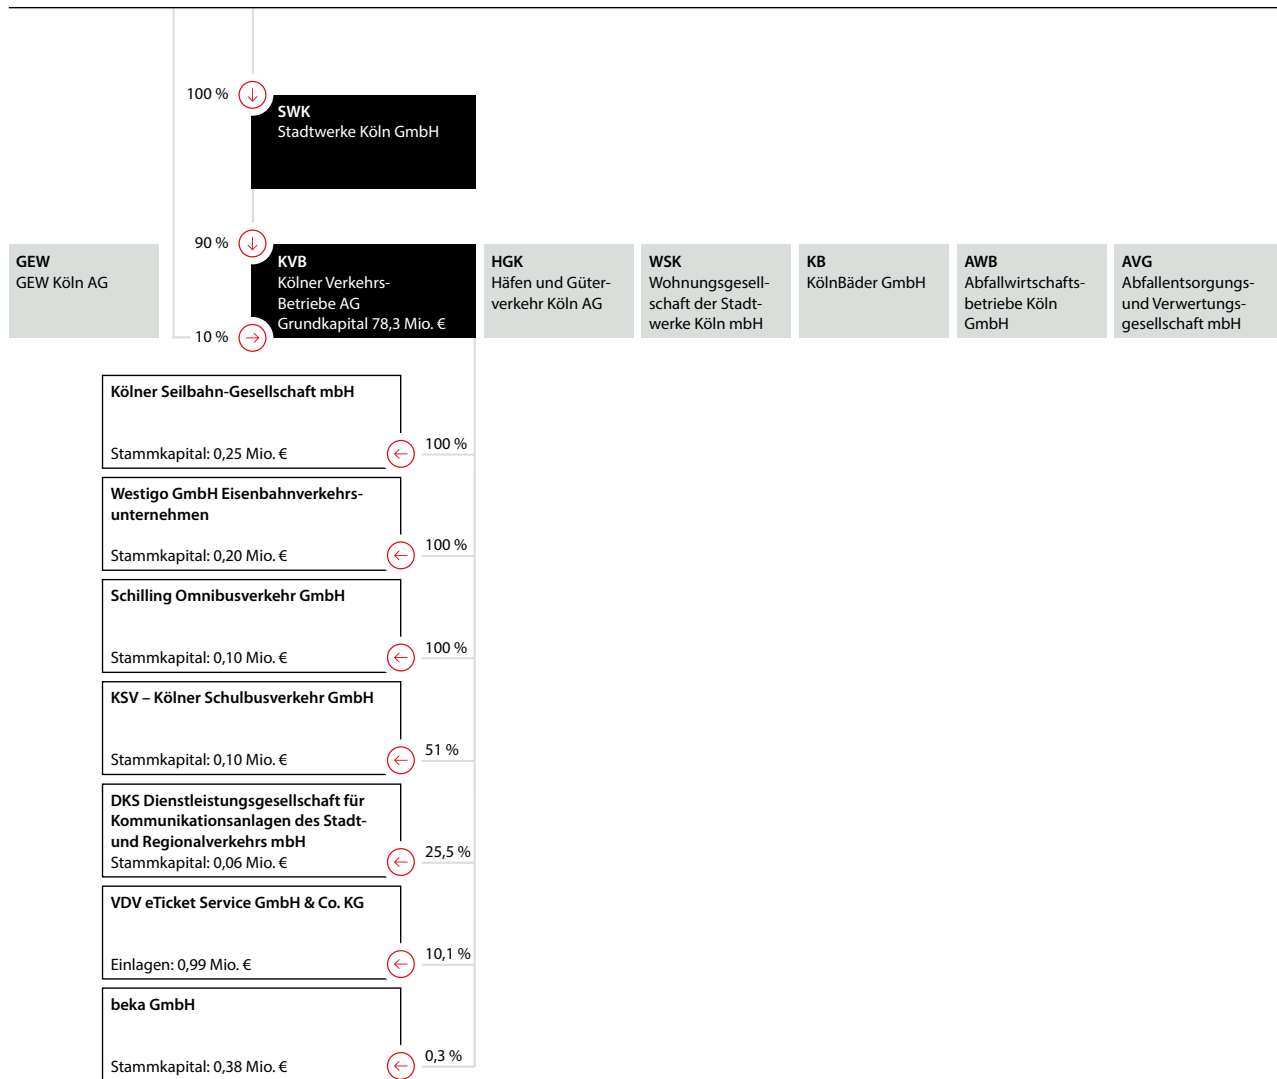 100 %
SWK
Stadtwerke Köln GmbH
90 %
GEW
GEW Köln AG
KVB
Kölner Verkehrs-
Betriebe AG
Grundkapital 78,3 Mio. €
10 %
HGK
Häfen und Güter-
verkehr Köln AG
WSK
Wohnungsgesell-
schaft der Stadt-
werke Köln mbH
KB
KölnBäder GmbH
AWB
Abfallwirtschafts-
betriebe Köln
GmbH
AVG
Abfallentsorgungs-
und Verwertungs-
gesellschaft mbH
Kölner Seilbahn-Gesellschaft mbH
Stammkapital: 0,25 Mio. €
100 %
Westigo GmbH Eisenbahnverkehrs-
unternehmen
Stammkapital: 0,20 Mio. €
100 %
Schilling Omnibusverkehr GmbH
Stammkapital: 0,10 Mio. €
100 %
KSV – Kölner Schulbusverkehr GmbH
Stammkapital: 0,10 Mio. €
51 %
DKS Dienstleistungsgesellschaft für
Kommunikationsanlagen des Stadt-
und Regionalverkehrs mbH
Stammkapital: 0,06 Mio. €
25,5 %
VDV eTicket Service GmbH & Co. KG
Einlagen: 0,99 Mio. €
10,1 %
beka GmbH
Stammkapital: 0,38 Mio. €
0,3 %